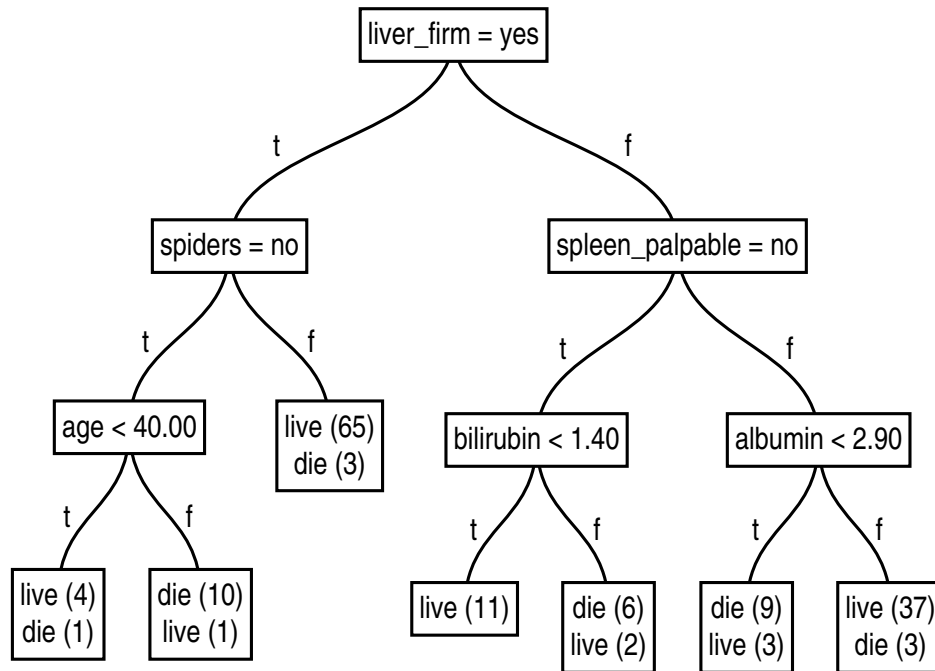 liver_firm = yes
t
f
spiders = no
spleen_palpable = no
t
f
t
f
age < 40.00
live (65)
die (3)
bilirubin < 1.40
albumin < 2.90
t
f
t
f
t
f
live (4)
die (1)
die (10)
live (1)
live (11)
die (6)
live (2)
die (9)
live (3)
live (37)
die (3)